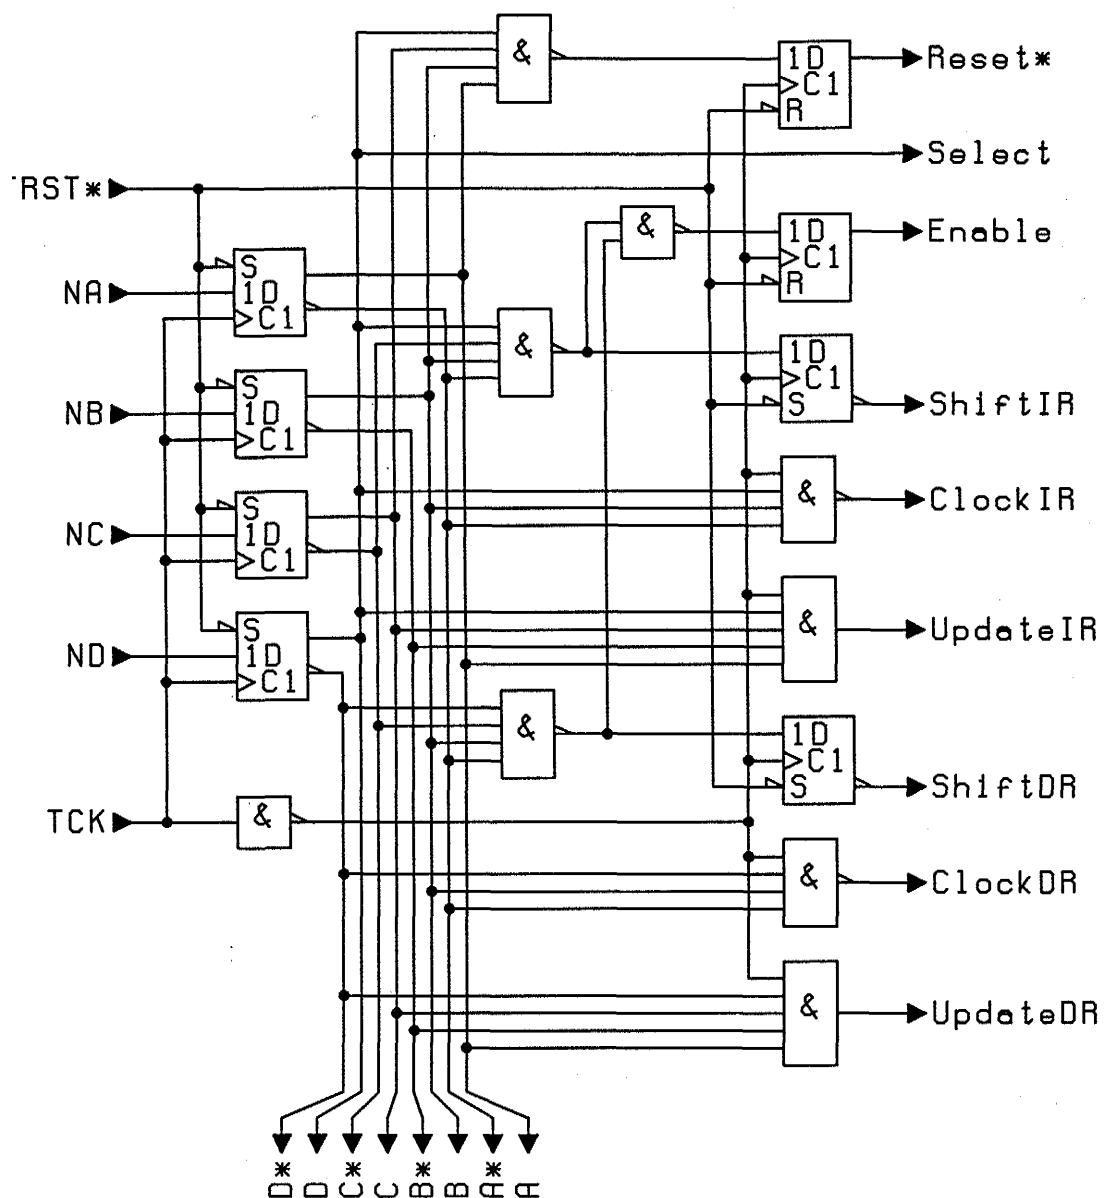 &
1D
C1
R
Reset*
Select
TRST*
&
1D
C1
R
Enable
S
1D
C1
NA
&
1D
C1
S
ShiftIR
S
1D
C1
NB
&
ClockIR
S
1D
C1
NC
&
UpdateIR
S
1D
C1
ND
&
1D
C1
S
ShiftDR
TCK
&
&
ClockDR
&
UpdateDR
D*
D
C*
C
B*
B
A*
A